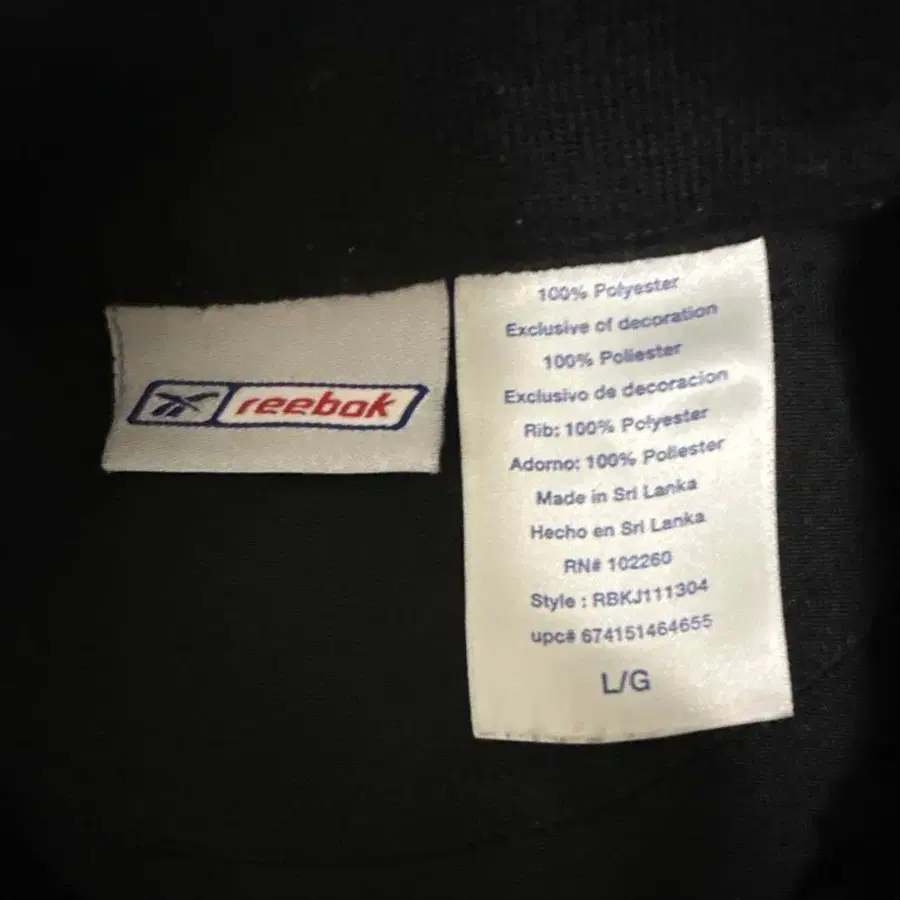 reebok
100% Polyester
Exclusive of decoration
100% Poliester
Exclusivo de decoracion
Rib: 100% Polyester
Adorno: 100% Poliester
Made in Sri Lanka
Hecho en Sri Lanka
RN# 102260
Style : RBKJ111304
upc# 674151464655
L/G